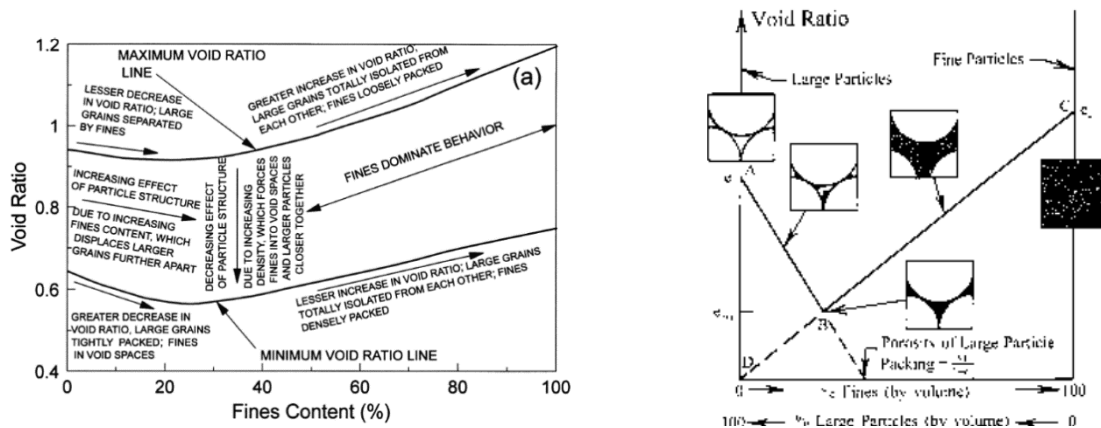 1.2
1
0.8
0.6
0.4
Void Ratio
0
20
40
60
80
100
Fines Content (%)
(a)
MAXIMUM VOID RATIO
LINE
GREATER INCREASE IN VOID RATIO;
LARGE GRAINS TOTALLY ISOLATED FROM
EACH OTHER; FINES LOOSELY PACKED
LESSER DECREASE
IN VOID RATIO; LARGE
GRAINS SEPARATED
BY FINES
INCREASING EFFECT
OF PARTICLE STRUCTURE
DUE TO INCREASING
FINES CONTENT, WHICH
DISPLACES LARGER
GRAINS FURTHER APART
DECREASING EFFECT
OF PARTICLE STRUCTURE
DUE TO INCREASING
DENSITY, WHICH FORCES
FINES INTO VOID SPACES
AND LARGER PARTICLES
CLOSER TOGETHER
FINES DOMINATE BEHAVIOR
LESSER INCREASE IN VOID RATIO; LARGE GRAINS
TOTALLY ISOLATED FROM EACH OTHER; FINES
DENSELY PACKED
GREATER DECREASE IN
VOID RATIO, LARGE GRAINS
TIGHTLY PACKED; FINES
IN VOID SPACES
MINIMUM VOID RATIO LINE
Void Ratio
Large Particles
Fine Particles
A
C
B
D
Porosity of Large Particle
Packing =
0
% Fines (by volume)
100
100
% Large Particles (by volume)
0